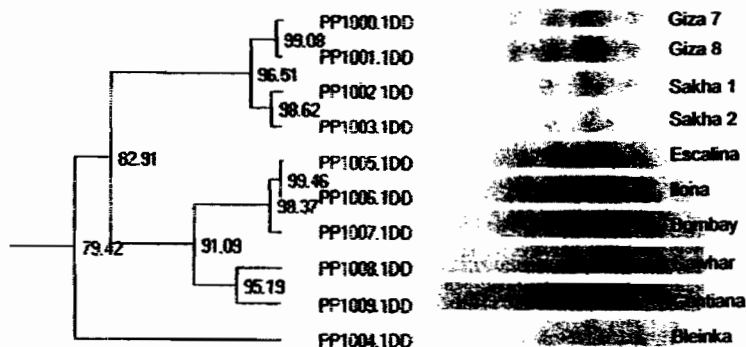 PP1000.1DD Giza 7
99.08
PP1001.1DD Giza 8
96.51
PP1002.1DD Sakha 1
98.62
PP1003.1DD Sakha 2
82.91
PP1005.1DD Escalina
99.46
PP1006.1DD Ilona
98.37
PP1007.1DD Bombay
79.42 91.09
PP1008.1DD
95.19
PP1009.1DD
PP1004.1DD Bleinka